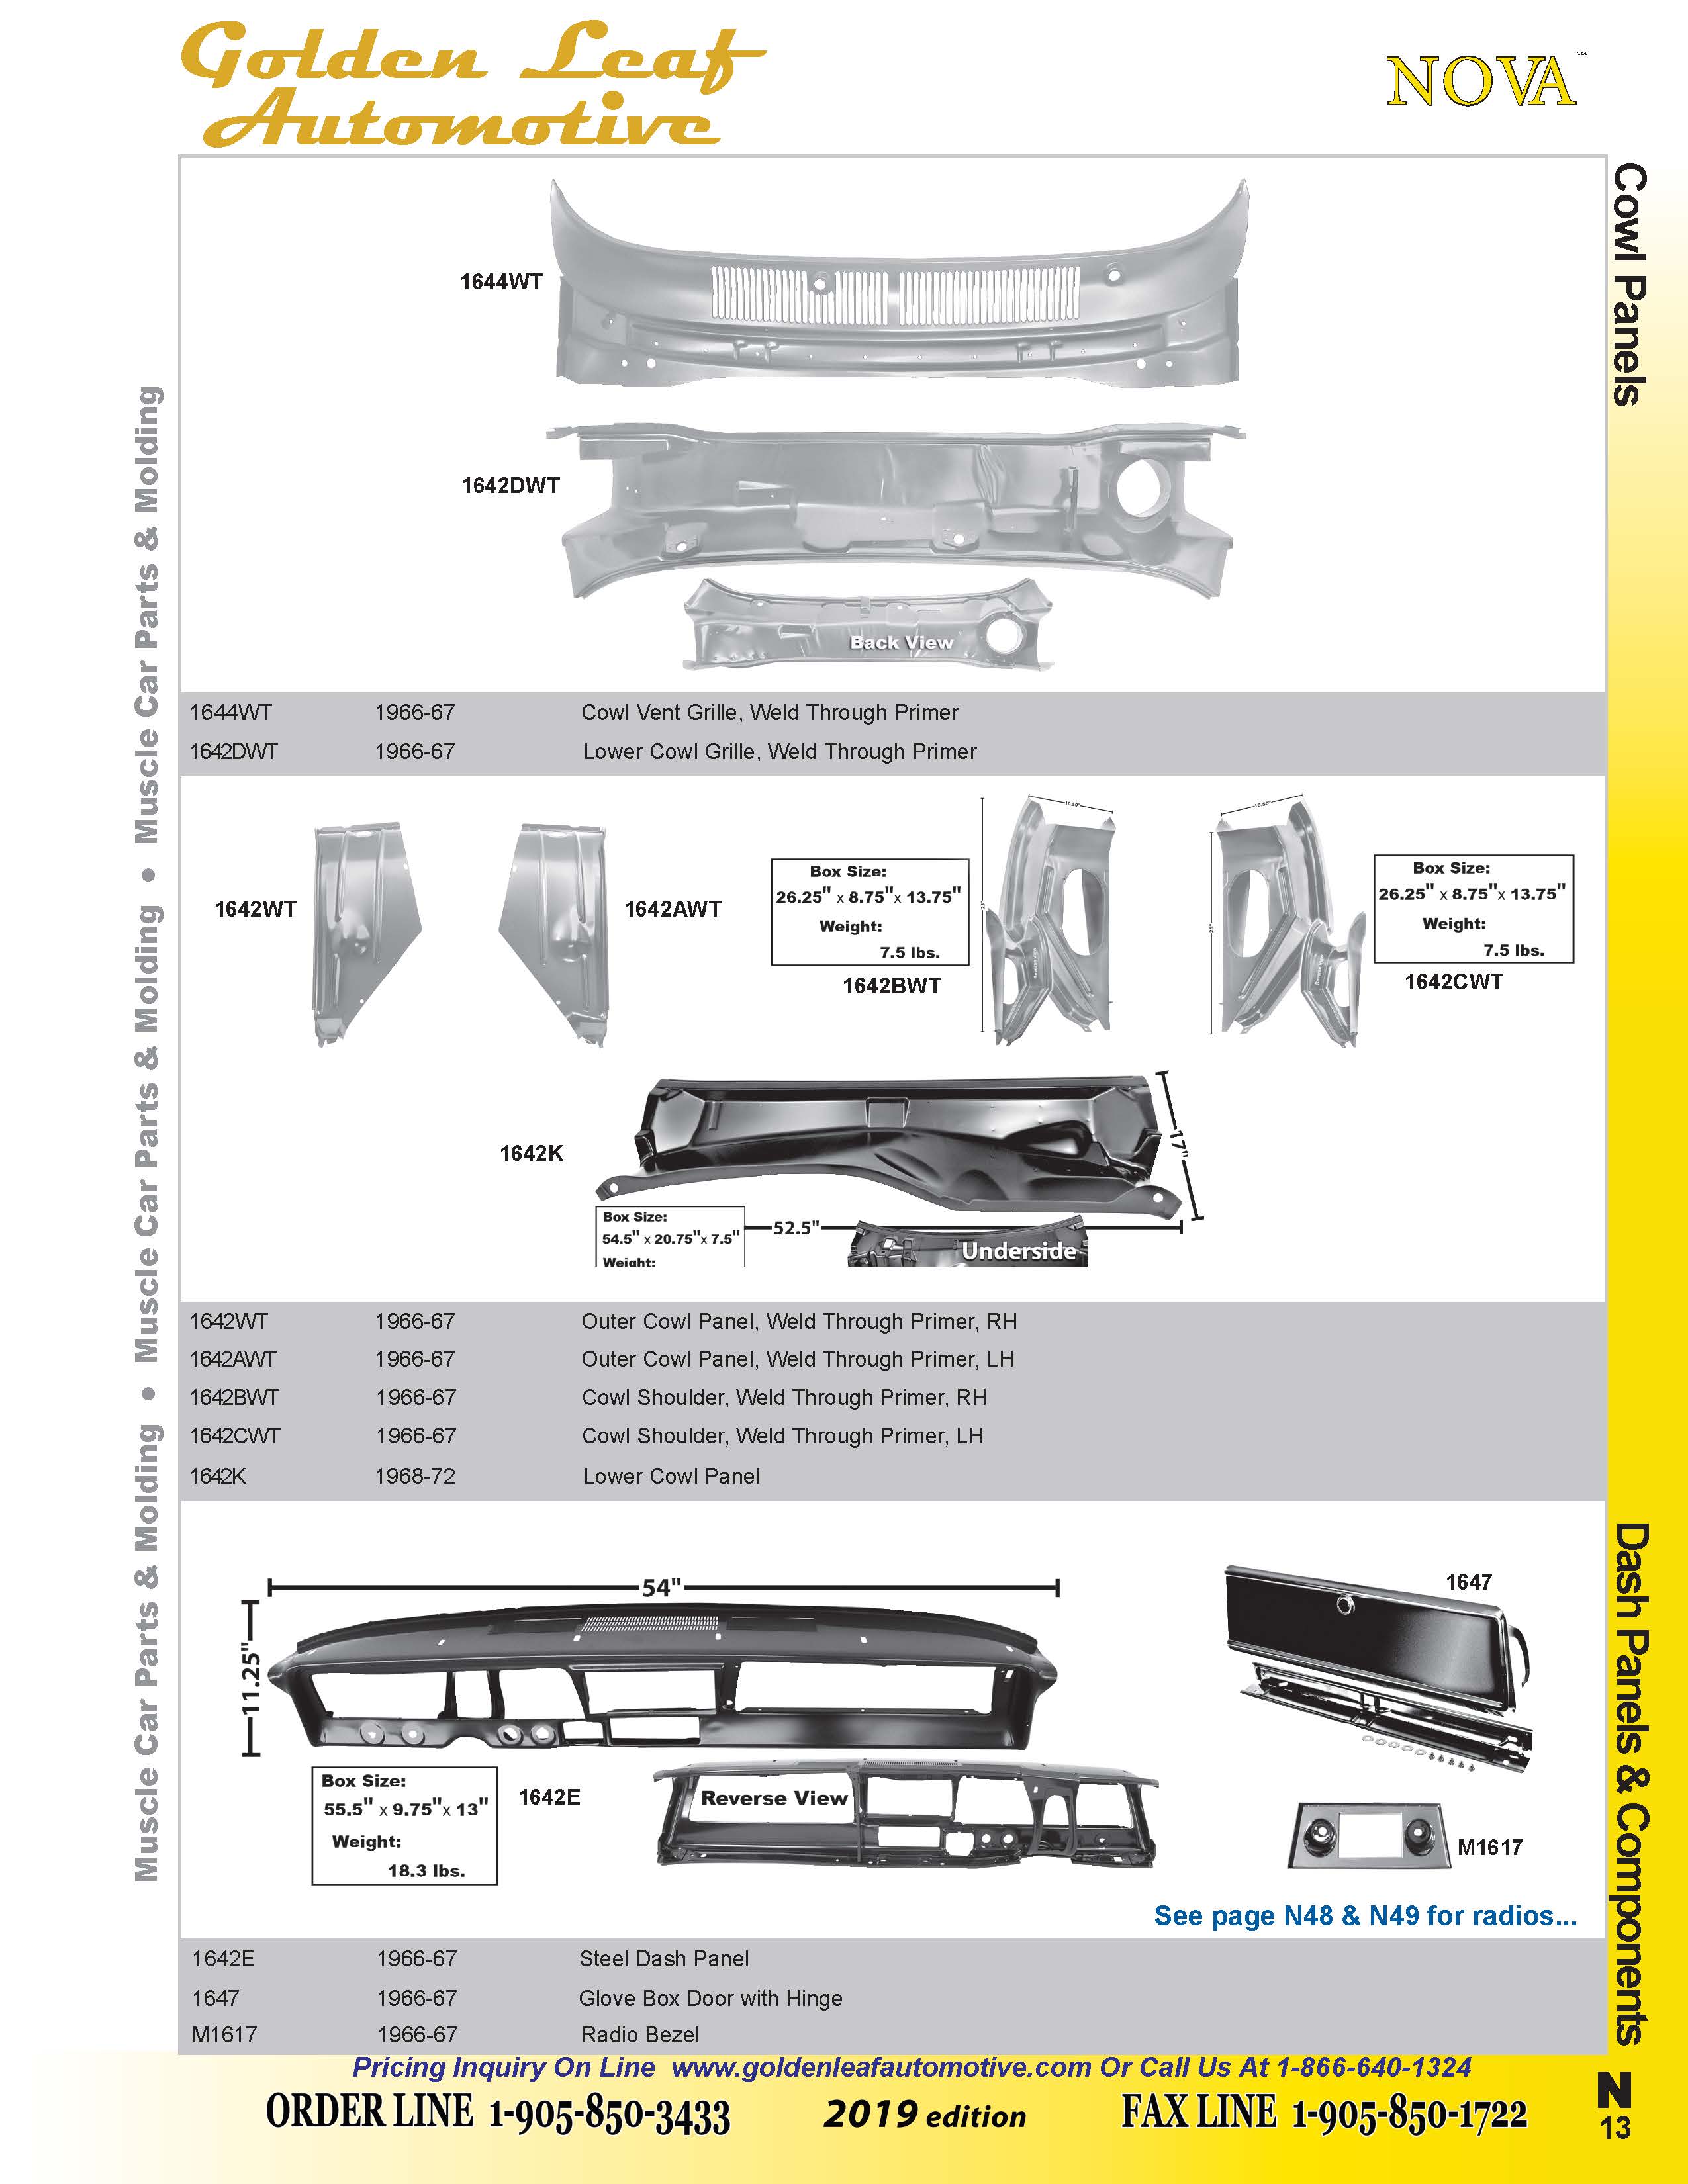 Golden Leaf
Automotive
NOVA™
Cowl Panels
Muscle Car Parts & Molding • Muscle Car Parts & Molding • Muscle Car Parts & Molding
1644WT
1642DWT
Back View
1644WT 1966-67 Cowl Vent Grille, Weld Through Primer
1642DWT 1966-67 Lower Cowl Grille, Weld Through Primer
1642WT
1642AWT
Box Size:
26.25" x 8.75"x 13.75"
Weight:
7.5 lbs.
1642BWT
10.50"
25"
Reverse View
10.50"
25"
Reverse View
Box Size:
26.25" x 8.75"x 13.75"
Weight:
7.5 lbs.
1642CWT
1642K
17"
Box Size:
54.5" x 20.75"x 7.5"
Weight:
52.5"
Underside
1642WT 1966-67 Outer Cowl Panel, Weld Through Primer, RH
1642AWT 1966-67 Outer Cowl Panel, Weld Through Primer, LH
1642BWT 1966-67 Cowl Shoulder, Weld Through Primer, RH
1642CWT 1966-67 Cowl Shoulder, Weld Through Primer, LH
1642K 1968-72 Lower Cowl Panel
Dash Panels & Components
54"
11.25"
1647
Box Size:
55.5" x 9.75"x 13"
Weight:
18.3 lbs.
1642E
Reverse View
M1617
See page N48 & N49 for radios...
1642E 1966-67 Steel Dash Panel
1647 1966-67 Glove Box Door with Hinge
M1617 1966-67 Radio Bezel
Pricing Inquiry On Line www.goldenleafautomotive.com Or Call Us At 1-866-640-1324
ORDER LINE 1-905-850-3433
2019 edition
FAX LINE 1-905-850-1722
N
13